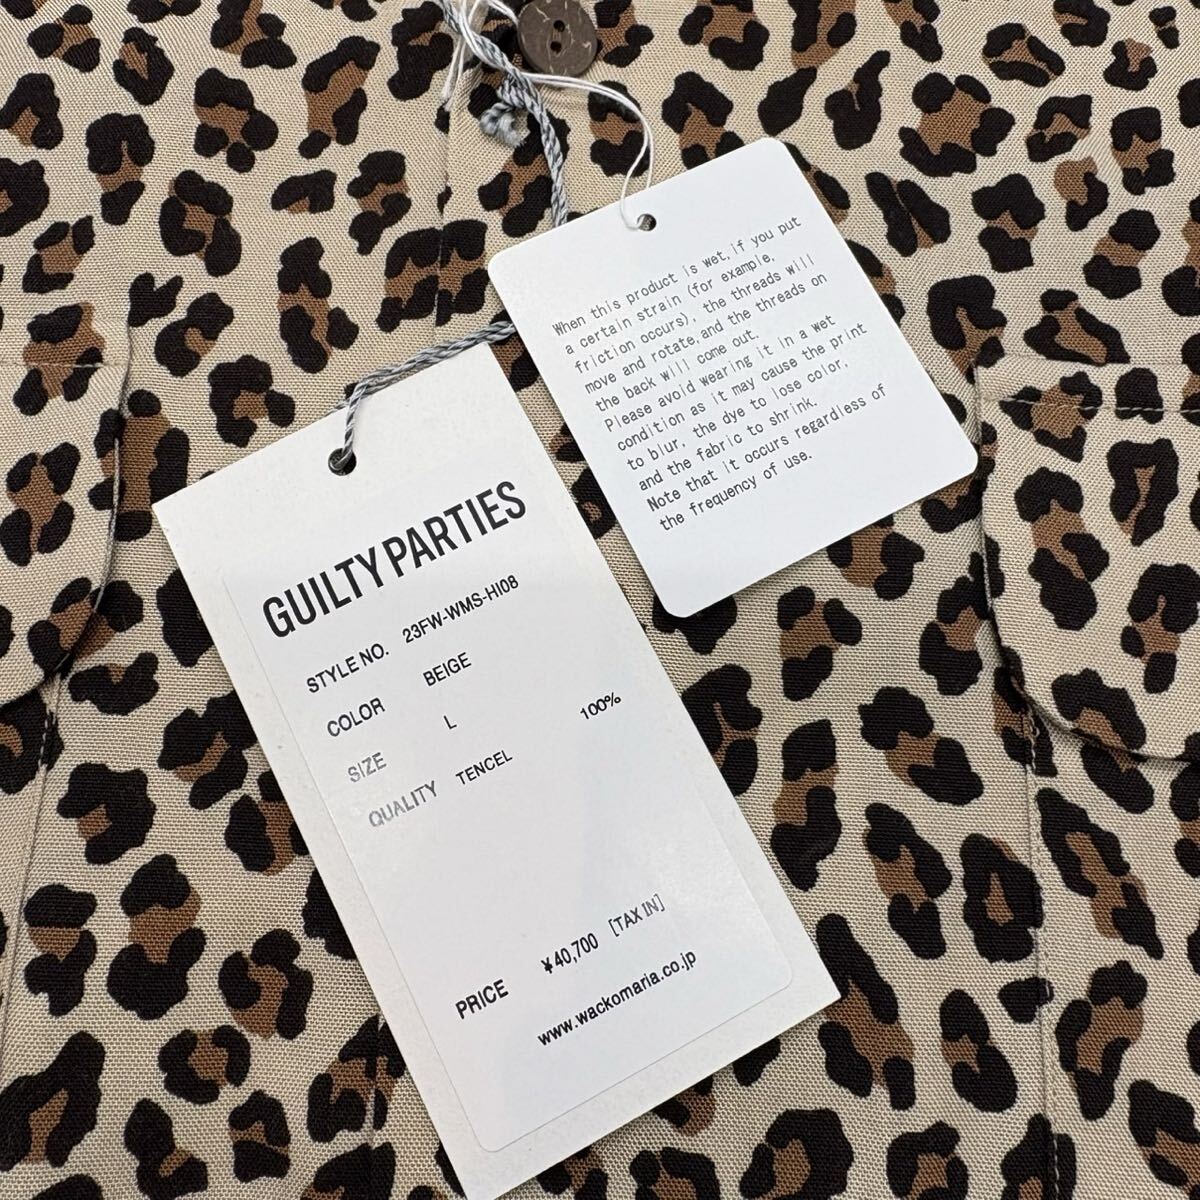 When this product is wet, if you put
a certain strain (for example,
friction occurs), the threads will
move and rotate, and the threads on
the back will come out.
Please avoid wearing it in a wet
condition as it may cause the print
to blur, the dye to lose color,
and the fabric to shrink.
Note that it occurs regardless of
the frequency of use.
GUILTY PARTIES
STYLE NO. 23FW-WMS-HI08
COLOR BEIGE
SIZE L
QUALITY TENCEL 100%
PRICE ¥40,700 [TAX IN]
www.wackomaria.co.jp